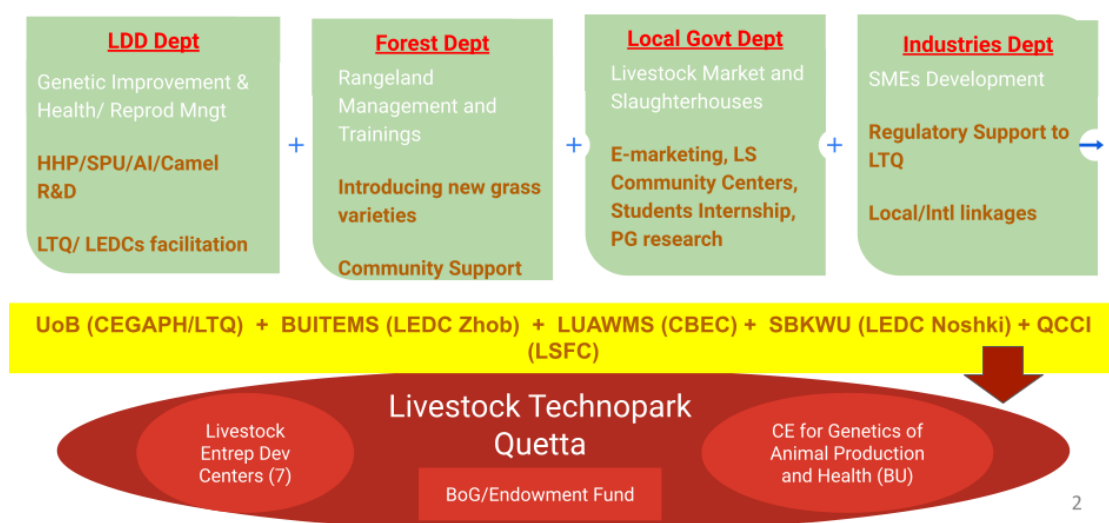 LDD Dept
Genetic Improvement &
Health/ Reprod Mngt
HHP/SPU/AI/Camel
R&D
LTQ/ LEDCs facilitation
+
Forest Dept
Rangeland
Management and
Trainings
Introducing new grass
varieties
Community Support
+
Local Govt Dept
Livestock Market and
Slaughterhouses
E-marketing, LS
Community Centers,
Students Internship,
PG research
+
Industries Dept
SMEs Development
Regulatory Support to
LTQ
Local/Intl linkages
UoB (CEGAPH/LTQ) + BUITEMS (LEDC Zhob) + LUAWMS (CBEC) + SBKWU (LEDC Noshki) + QCCI
(LSFC)
Livestock Technopark
Quetta
Livestock
Entrep Dev
Centers (7)
BoG/Endowment Fund
CE for Genetics of
Animal Production
and Health (BU)
2